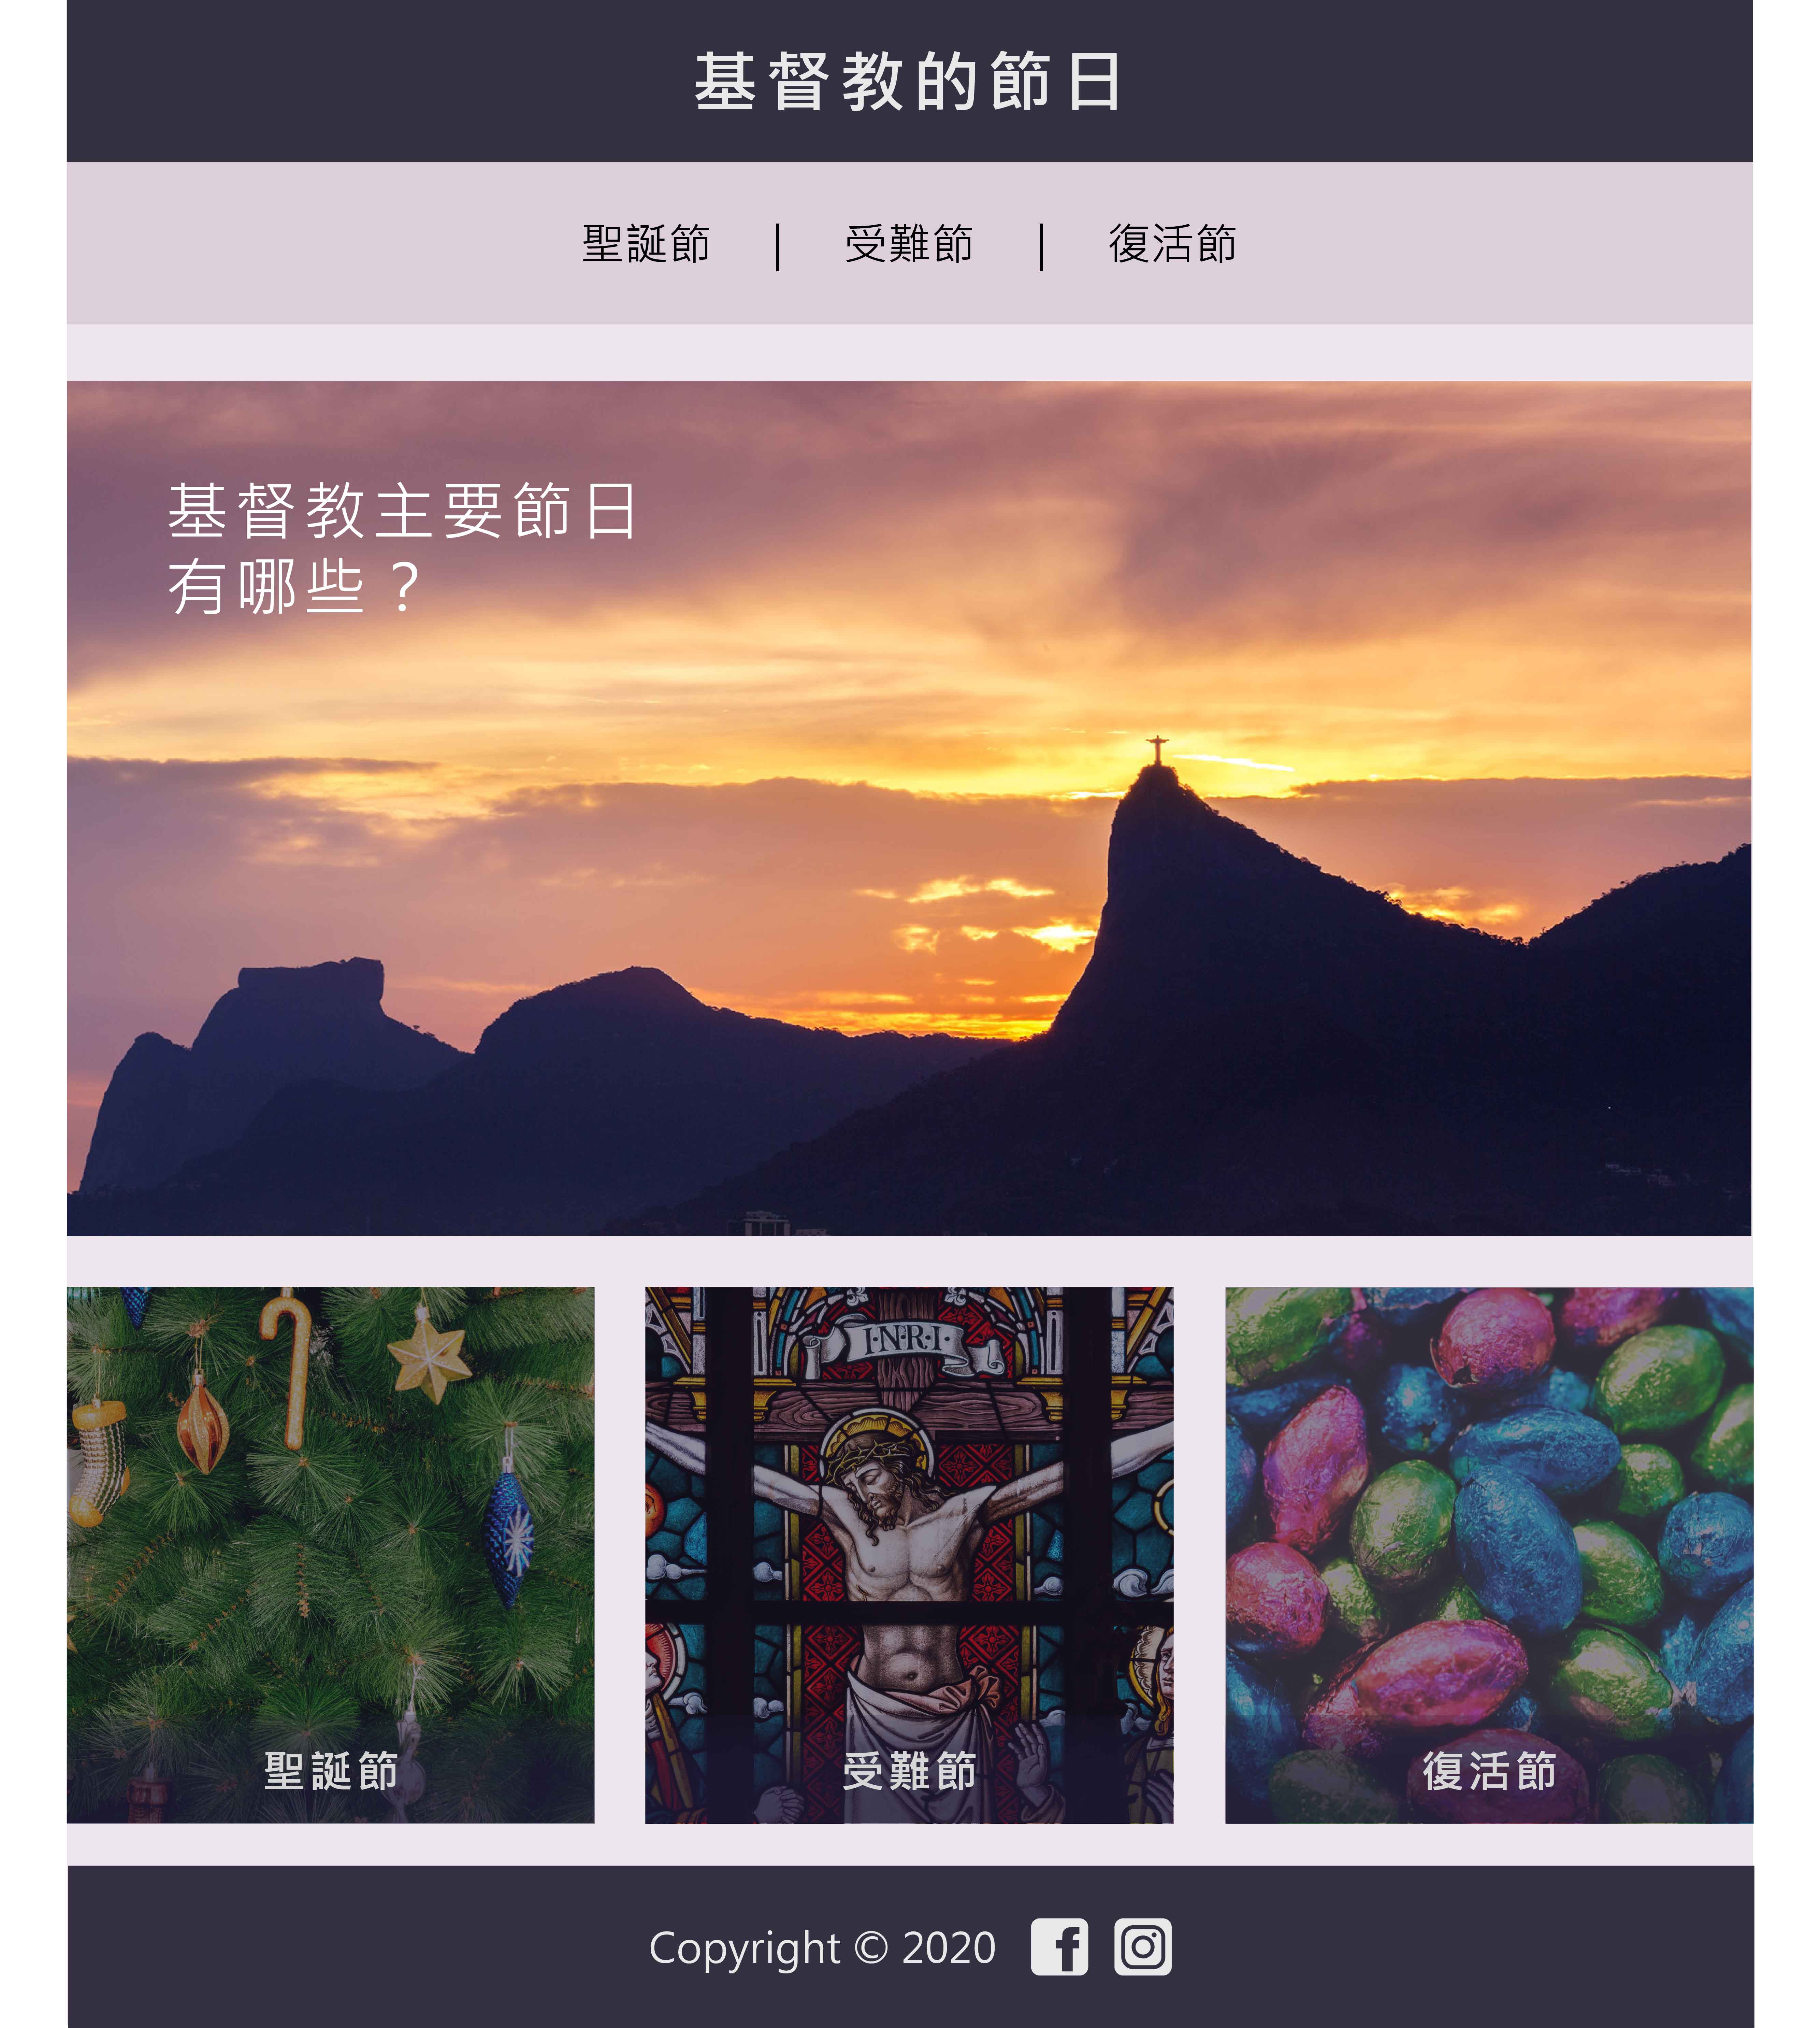 基督教的節日
聖誕節 | 受難節 | 復活節
基督教主要節日
有哪些？
I·N·R·I·
聖誕節
受難節
復活節
Copyright © 2020